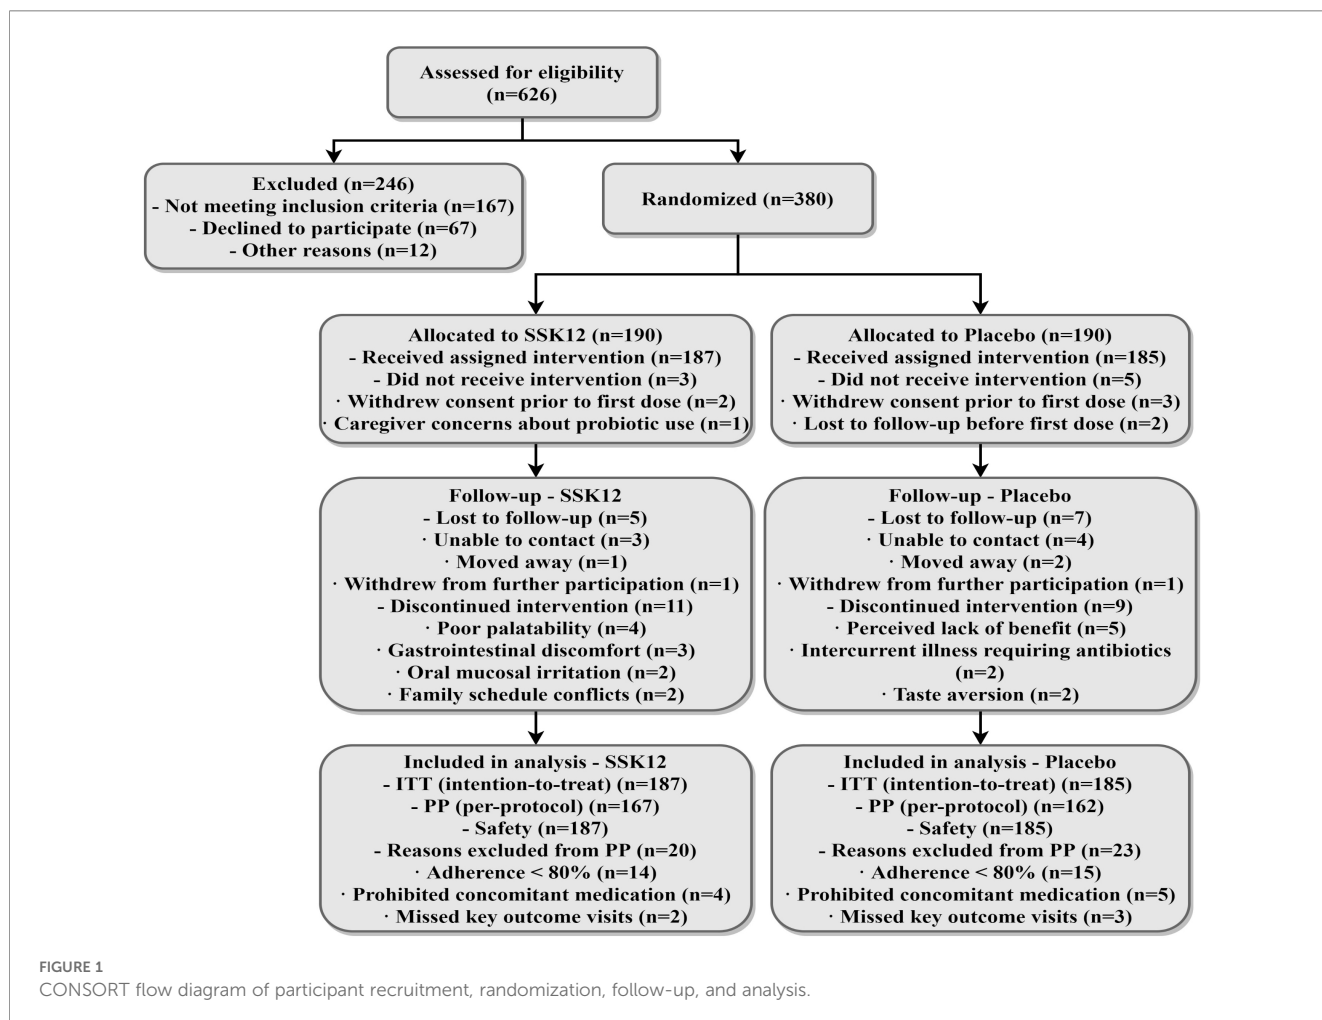 Assessed for eligibility
(n=626)
Excluded (n=246)
- Not meeting inclusion criteria (n=167)
- Declined to participate (n=67)
- Other reasons (n=12)
Randomized (n=380)
Allocated to SSK12 (n=190)
- Received assigned intervention (n=187)
- Did not receive intervention (n=3)
· Withdrew consent prior to first dose (n=2)
· Caregiver concerns about probiotic use (n=1)
Allocated to Placebo (n=190)
- Received assigned intervention (n=185)
- Did not receive intervention (n=5)
· Withdrew consent prior to first dose (n=3)
· Lost to follow-up before first dose (n=2)
Follow-up - SSK12
- Lost to follow-up (n=5)
· Unable to contact (n=3)
· Moved away (n=1)
· Withdrew from further participation (n=1)
- Discontinued intervention (n=11)
· Poor palatability (n=4)
· Gastrointestinal discomfort (n=3)
· Oral mucosal irritation (n=2)
· Family schedule conflicts (n=2)
Follow-up - Placebo
- Lost to follow-up (n=7)
· Unable to contact (n=4)
· Moved away (n=2)
· Withdrew from further participation (n=1)
- Discontinued intervention (n=9)
· Perceived lack of benefit (n=5)
· Intercurrent illness requiring antibiotics
(n=2)
· Taste aversion (n=2)
Included in analysis - SSK12
- ITT (intention-to-treat) (n=187)
- PP (per-protocol) (n=167)
- Safety (n=187)
- Reasons excluded from PP (n=20)
· Adherence < 80% (n=14)
· Prohibited concomitant medication (n=4)
· Missed key outcome visits (n=2)
Included in analysis - Placebo
- ITT (intention-to-treat) (n=185)
- PP (per-protocol) (n=162)
- Safety (n=185)
- Reasons excluded from PP (n=23)
· Adherence < 80% (n=15)
· Prohibited concomitant medication (n=5)
· Missed key outcome visits (n=3)
FIGURE 1
CONSORT flow diagram of participant recruitment, randomization, follow-up, and analysis.